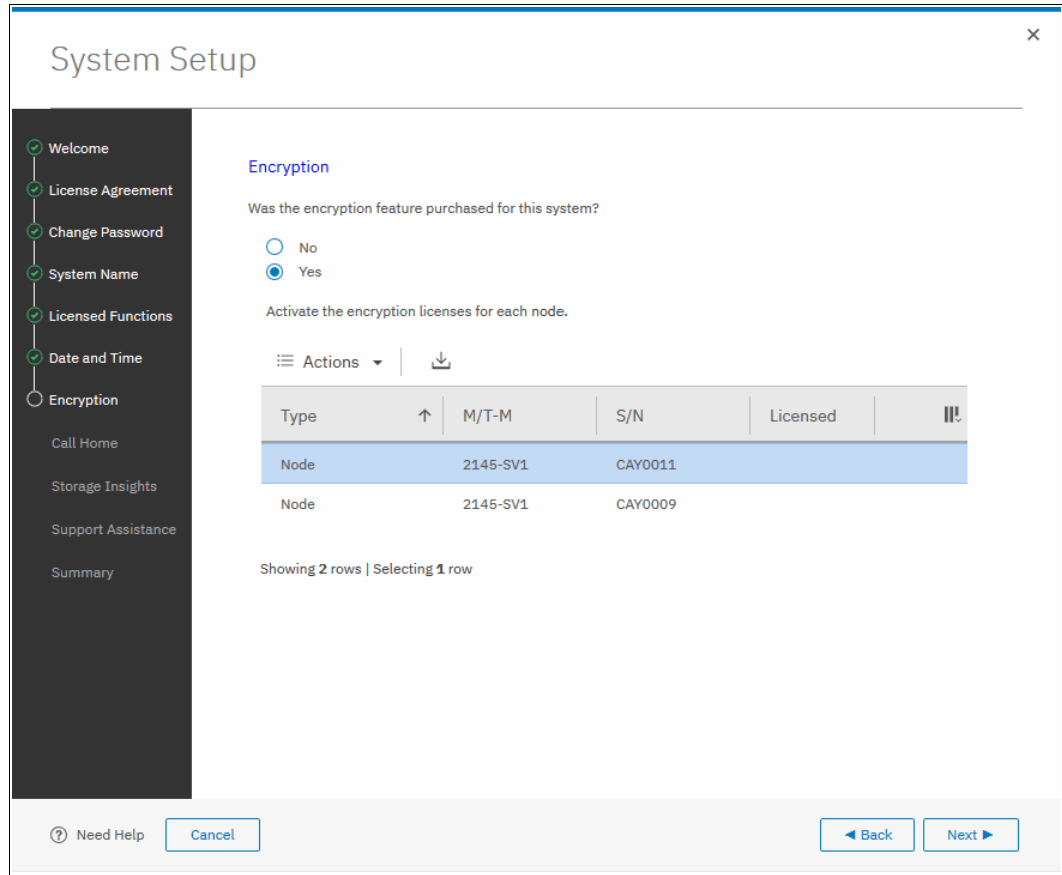 System Setup
Welcome
License Agreement
Change Password
System Name
Licensed Functions
Date and Time
Encryption
Call Home
Storage Insights
Support Assistance
Summary
Encryption
Was the encryption feature purchased for this system?
No
Yes
Activate the encryption licenses for each node.
Actions
Type M/T-M S/N Licensed
Node 2145-SV1 CAY0011
Node 2145-SV1 CAY0009
Showing 2 rows | Selecting 1 row
Need Help Cancel Back Next